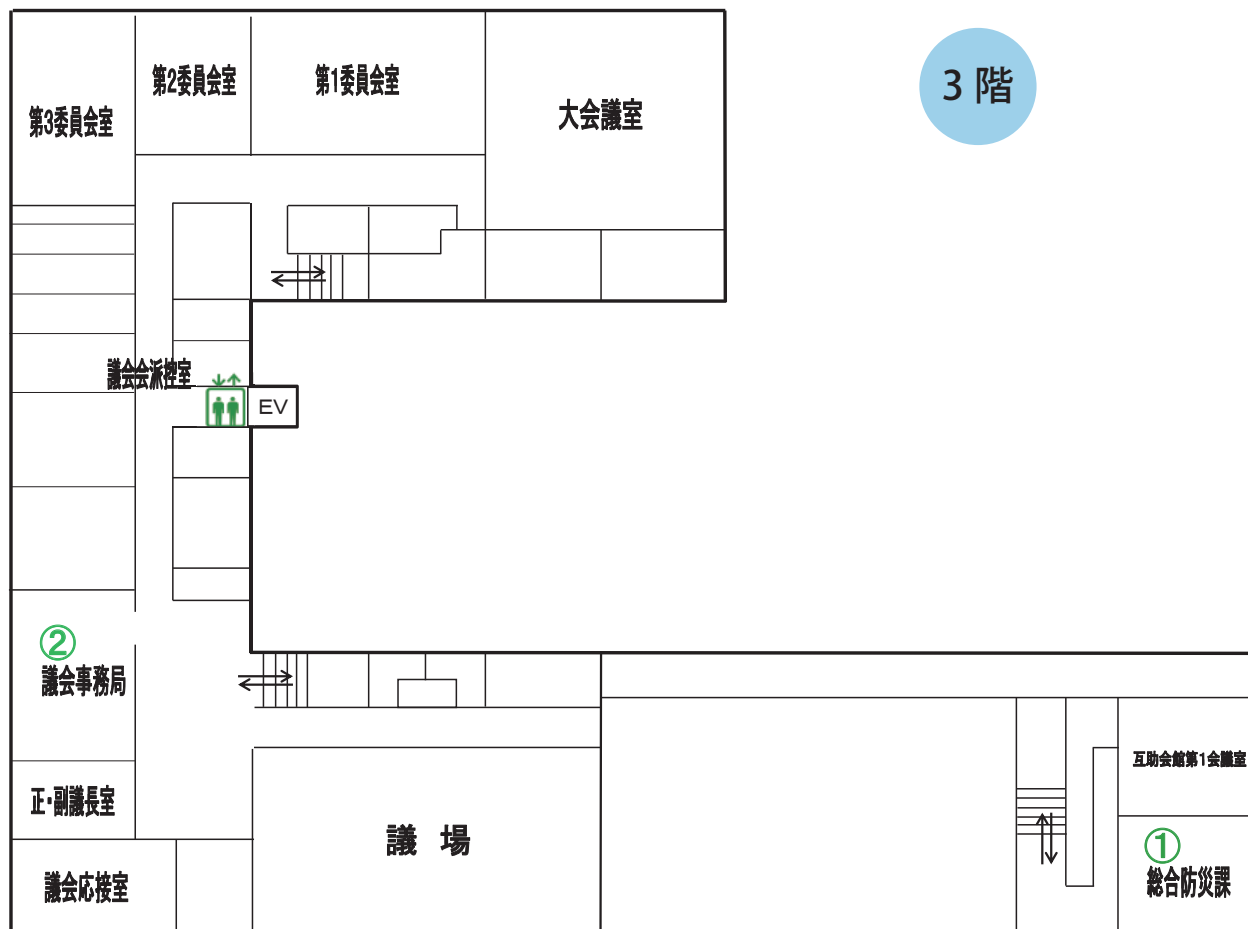 3階
第2委員会室
第1委員会室
第3委員会室
大会議室
議会会派控室
EV
②
議会事務局
正・副議長室
議会応接室
議 場
互助会館第1会議室
①
総合防災課